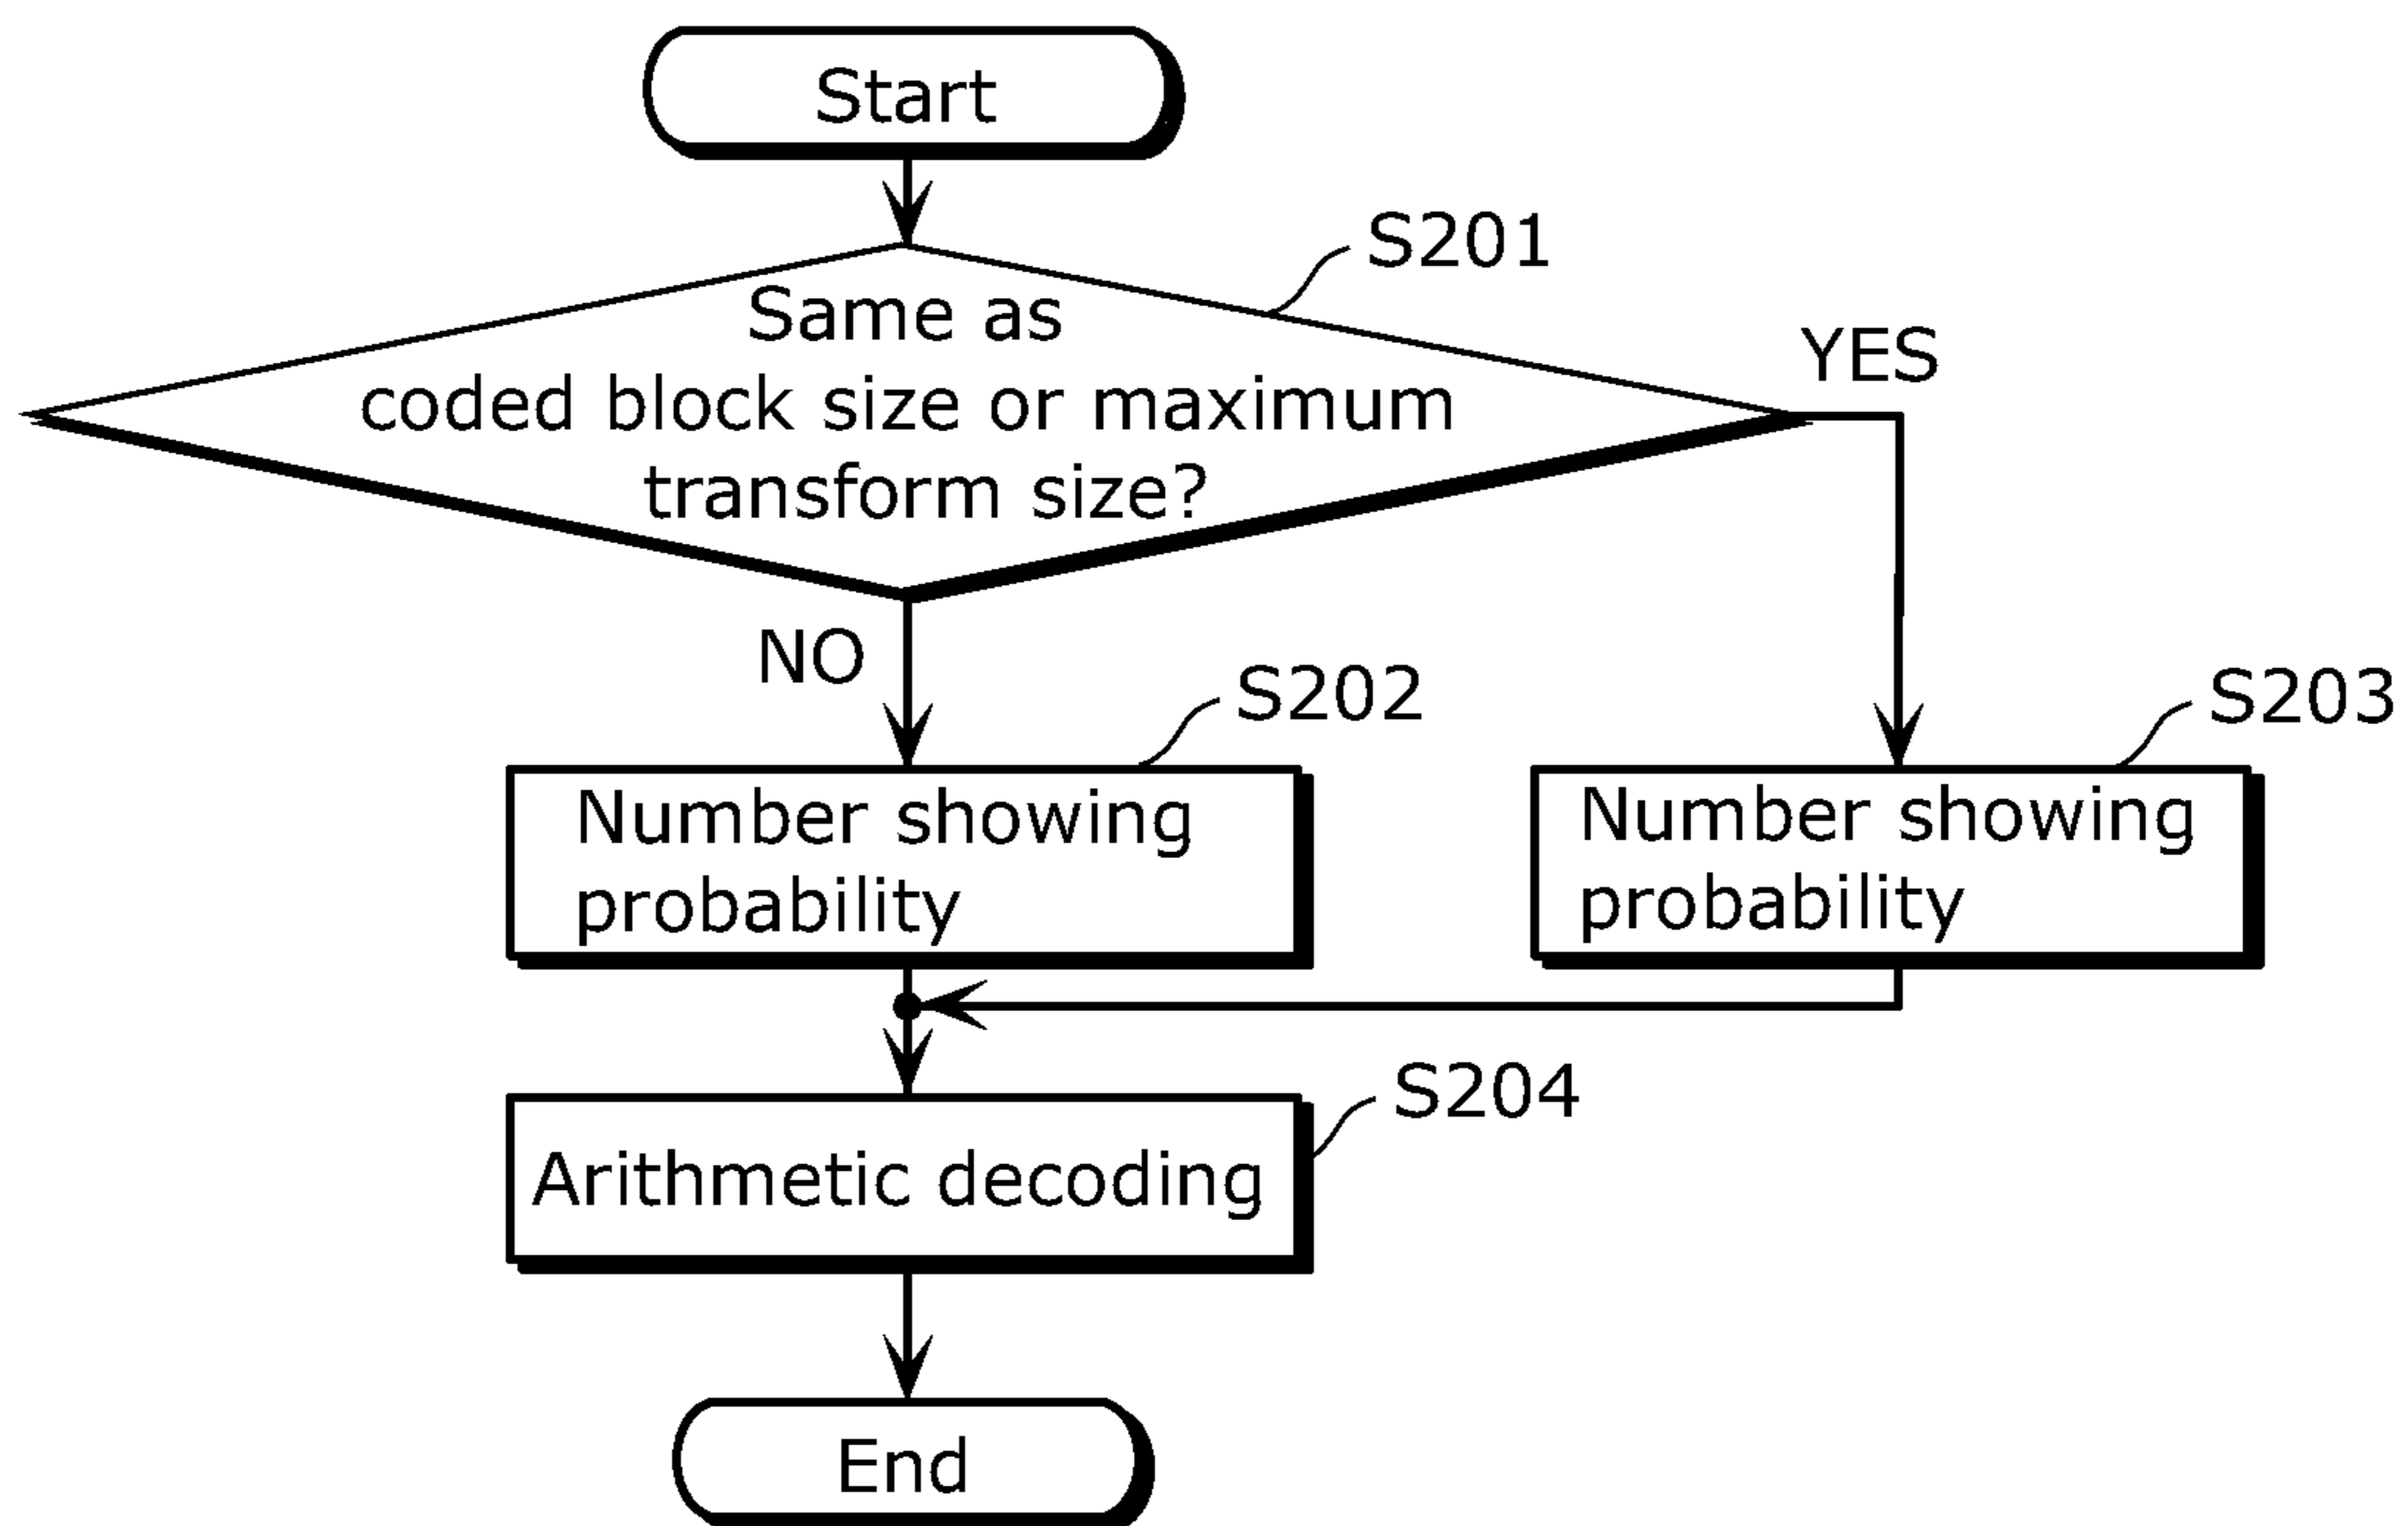 Start
S201
Same as
coded block size or maximum
transform size?
YES
NO
S202
Number showing
probability
S203
Number showing
probability
S204
Arithmetic decoding
End